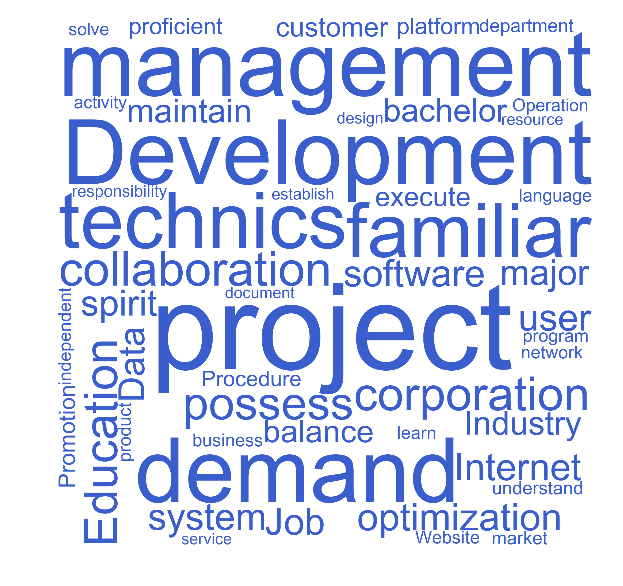 solve proficient customer platform department
management
activity maintain design bachelor Operation
resource
Development
responsibility establish execute language
technics familiar
collaboration software major
spirit document
project user
program
network
independent
Promotion
Education
Data
product
Procedure
possess corporation
business balance learn Industry
demand Internet
understand
system Job optimization
service Website market